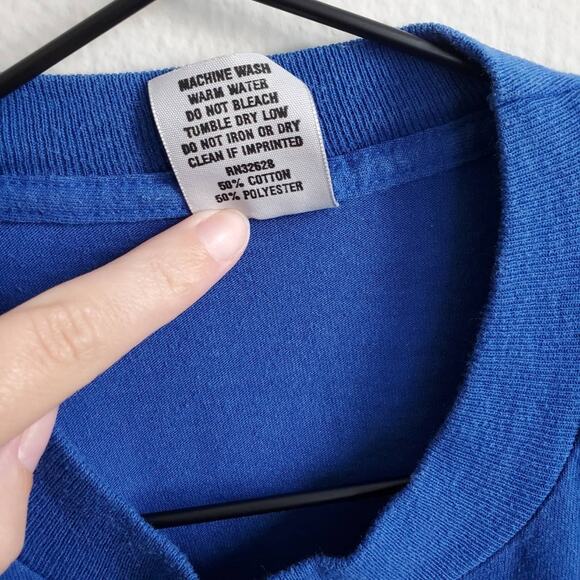 MACHINE WASH
WARM WATER
DO NOT BLEACH
TUMBLE DRY LOW
DO NOT IRON OR DRY
CLEAN IF IMPRINTED
RN32628
50% COTTON
50% POLYESTER